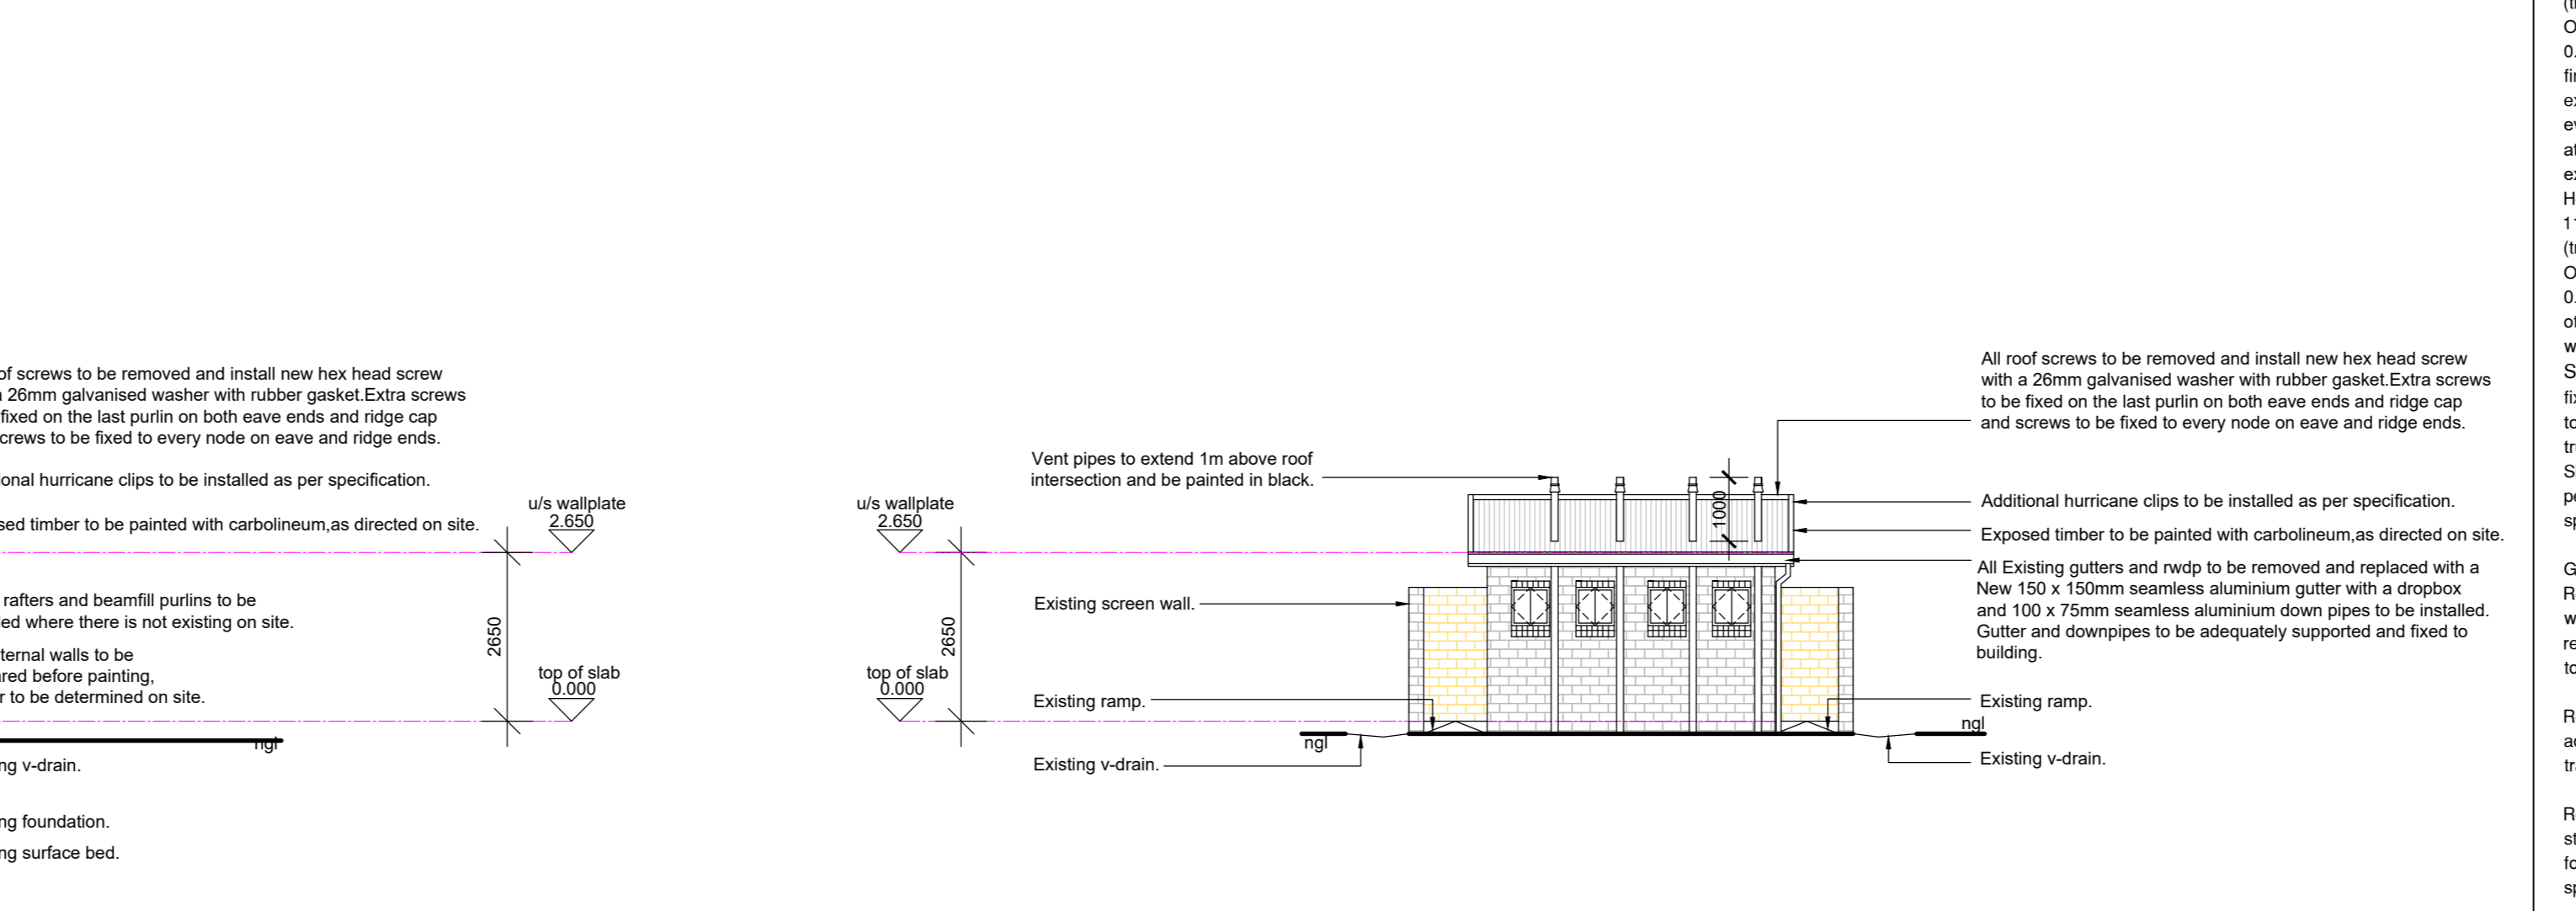 of screws to be removed and install new hex head screw
a 26mm galvanised washer with rubber gasket.Extra screws
fixed on the last purlin on both eave ends and ridge cap
crews to be fixed to every node on eave and ridge ends.
ional hurricane clips to be installed as per specification.
sed timber to be painted with carbolineum,as directed on site.
rafters and beamfill purlins to be
led where there is not existing on site.
ternal walls to be
ared before painting,
r to be determined on site.
ngl
ng v-drain.
ng foundation.
ng surface bed.
u/s wallplate
2.650
2650
top of slab
0.000
u/s wallplate
2.650
2650
top of slab
0.000
Vent pipes to extend 1m above roof
intersection and be painted in black.
Existing screen wall.
Existing ramp.
ngl
Existing v-drain.
1000
All roof screws to be removed and install new hex head screw
with a 26mm galvanised washer with rubber gasket.Extra screws
to be fixed on the last purlin on both eave ends and ridge cap
and screws to be fixed to every node on eave and ridge ends.
Additional hurricane clips to be installed as per specification.
Exposed timber to be painted with carbolineum,as directed on site.
All Existing gutters and rwdp to be removed and replaced with a
New 150 x 150mm seamless aluminium gutter with a dropbox
and 100 x 75mm seamless aluminium down pipes to be installed.
Gutter and downpipes to be adequately supported and fixed to
building.
Existing ramp.
ngl
Existing v-drain.